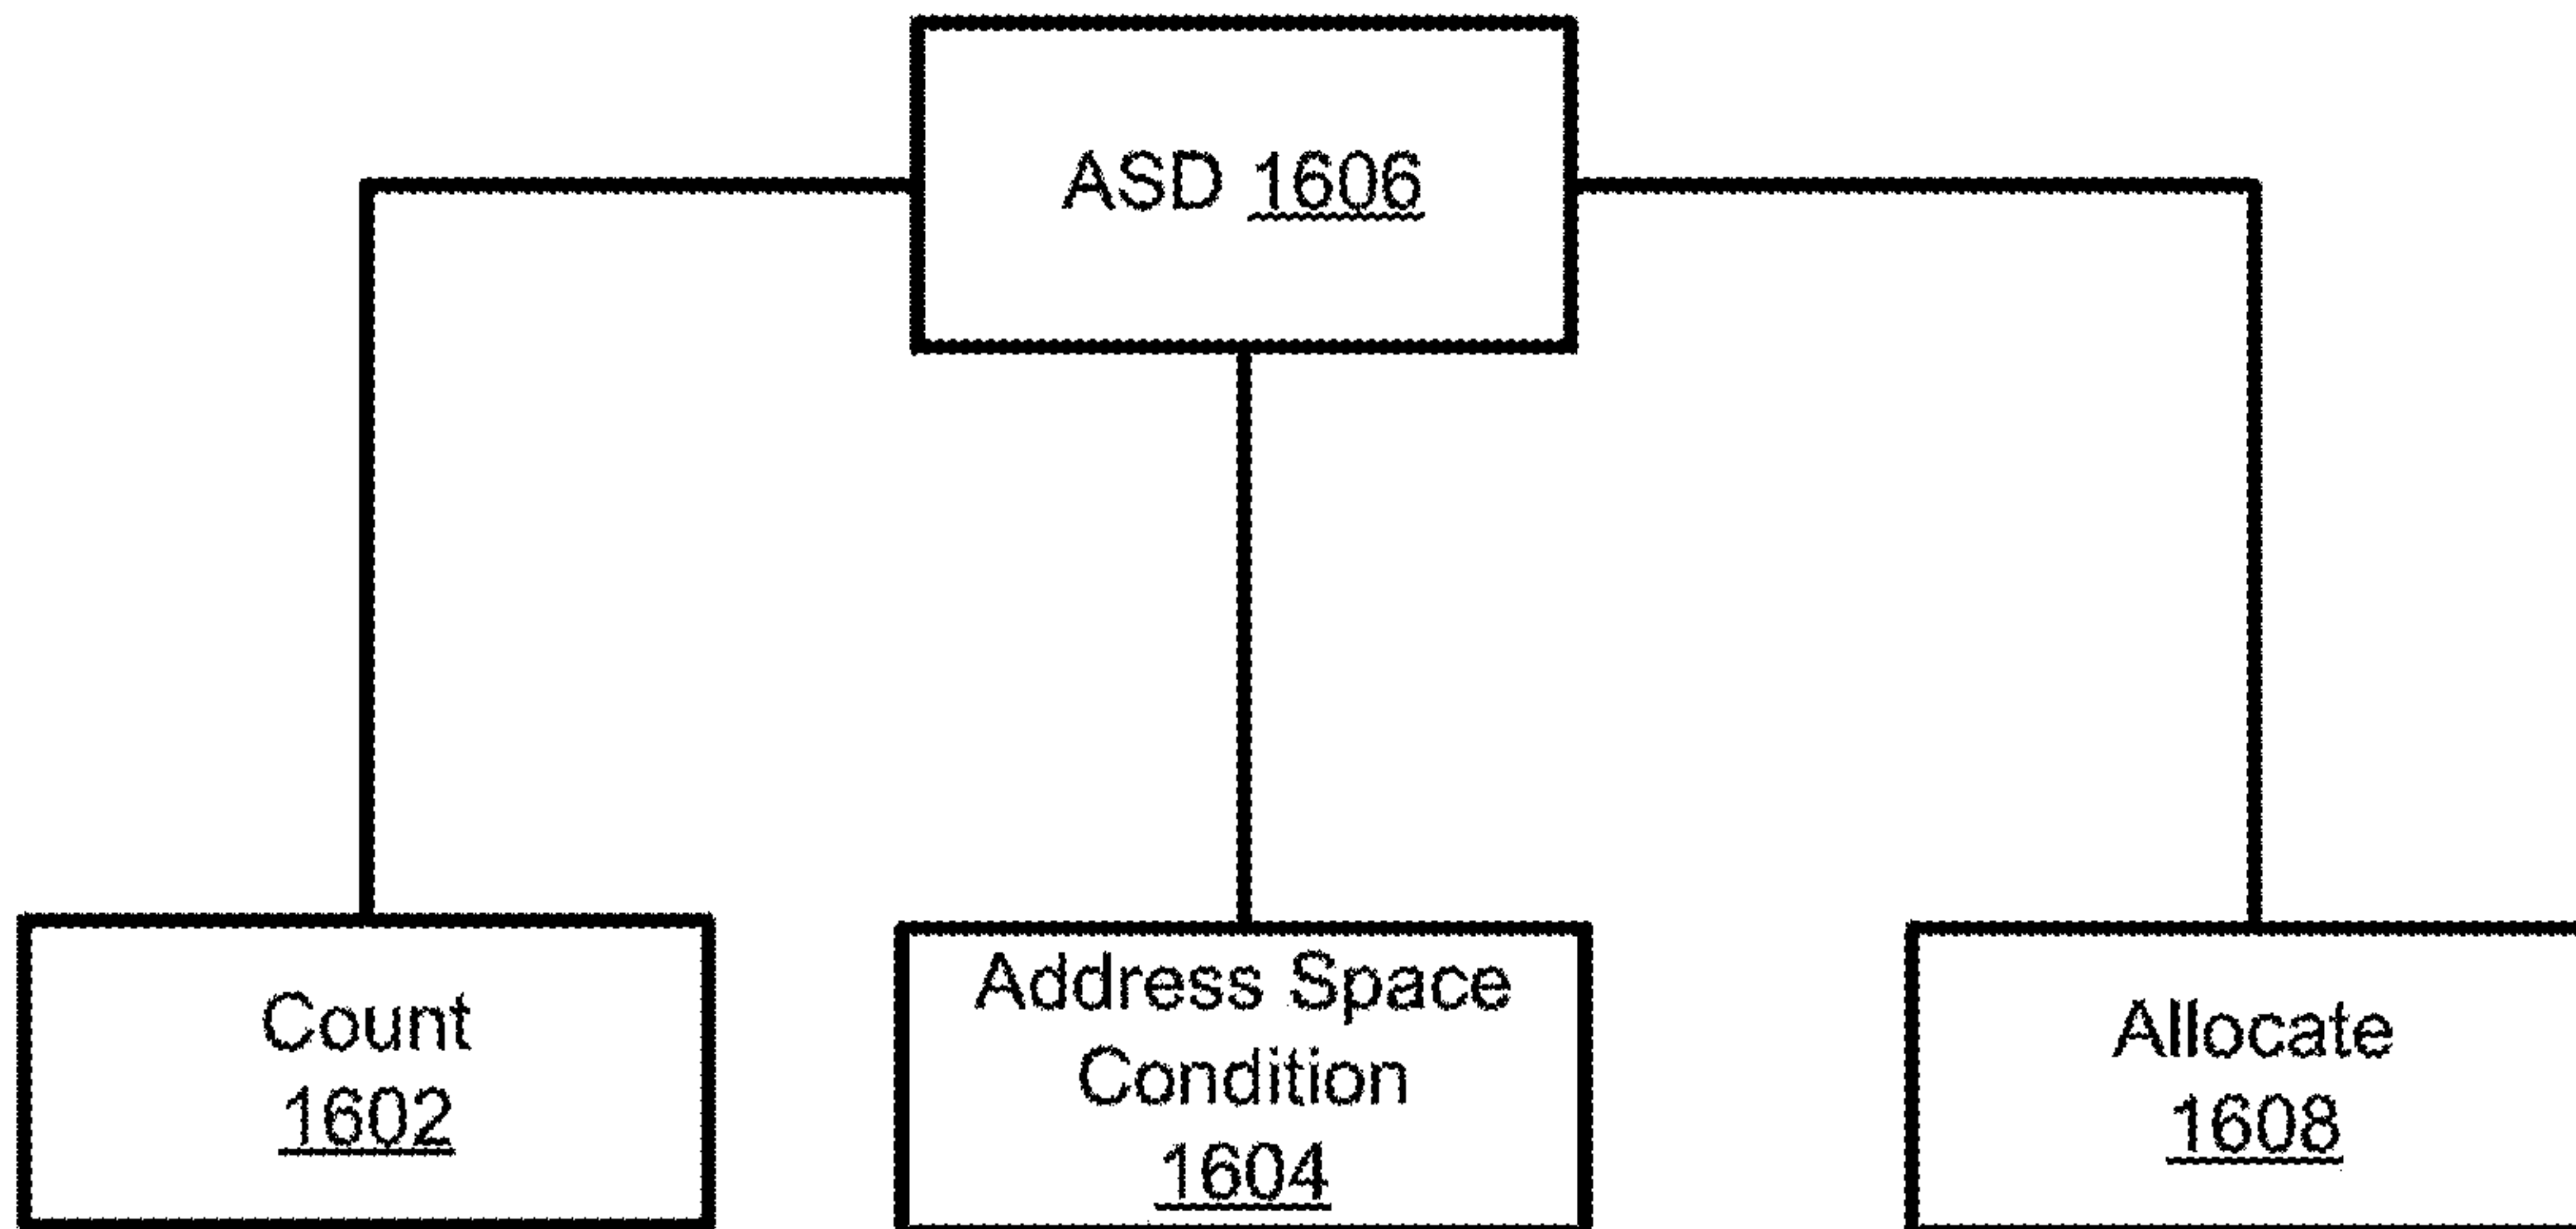 ASD 1606
Count
1602
Address Space
Condition
1604
Allocate
1608